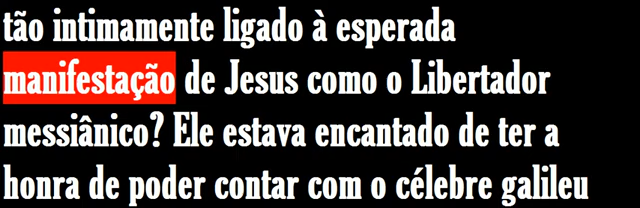 tão intimamente ligado à esperada
manifestação de Jesus como o Libertador
messiânico? Ele estava encantado de ter a
honra de poder contar com o célebre galileu